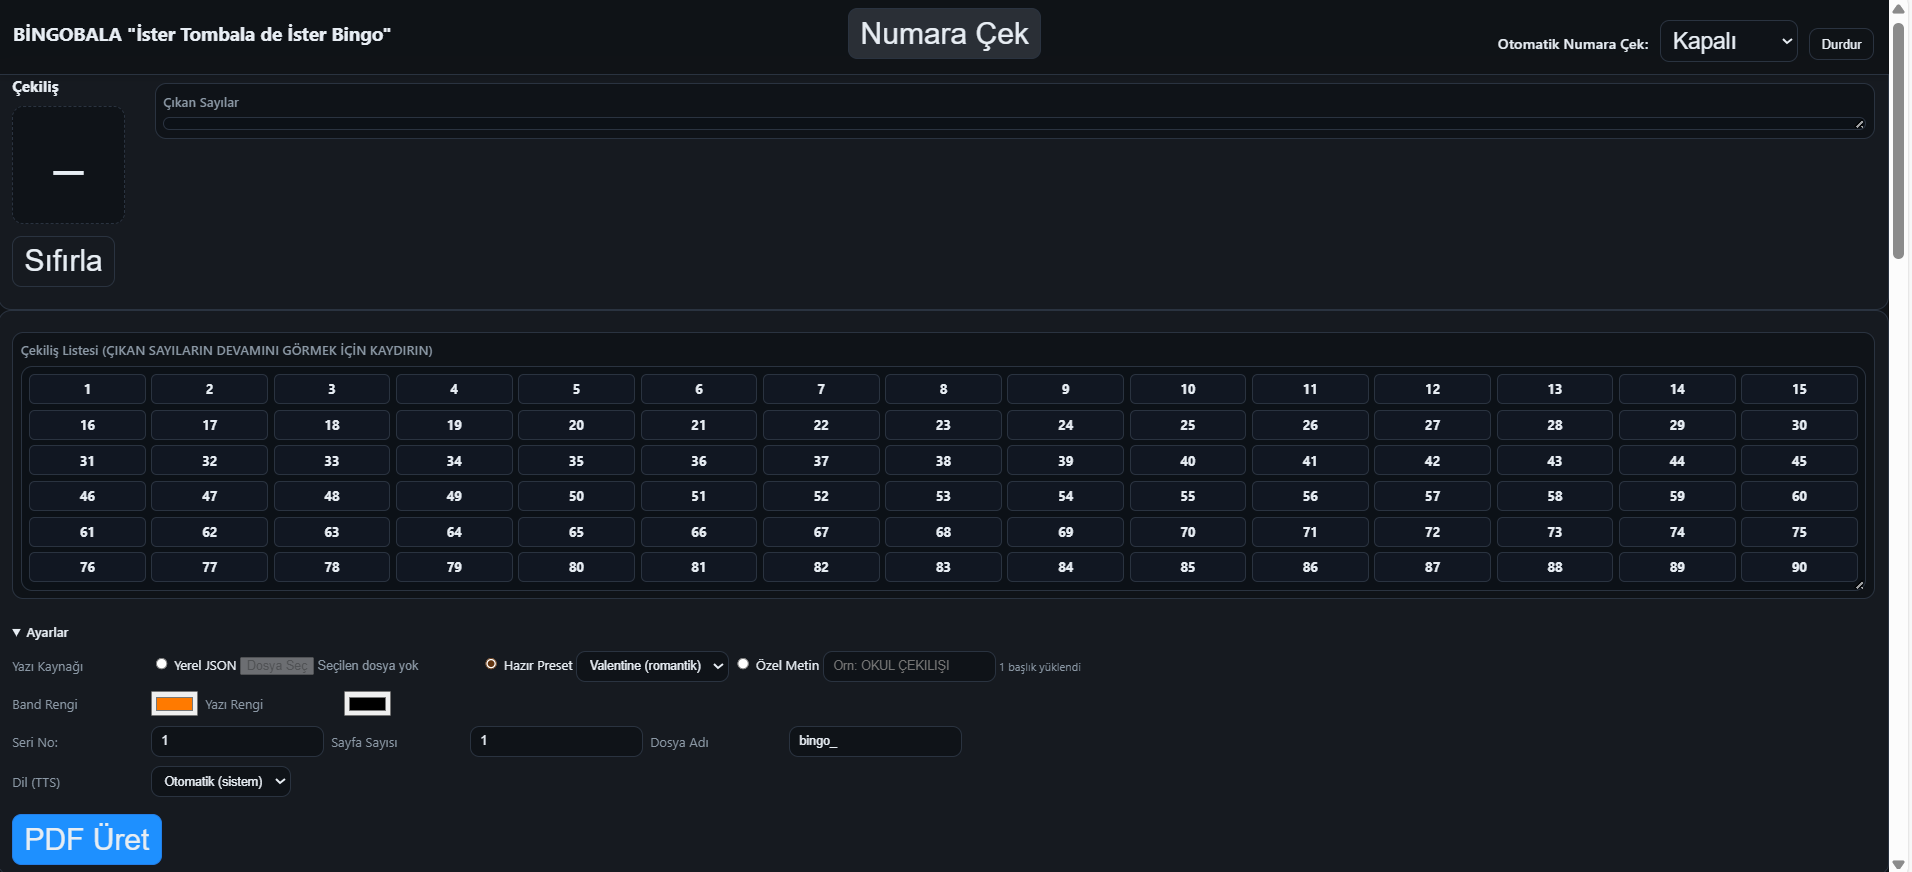 BİNGOBALA "İster Tombala de İster Bingo"
Numara Çek
Otomatik Numara Çek: Kapalı Durdur
Çekiliş
Çıkan Sayılar
—
Sıfırla
Çekiliş Listesi (ÇIKAN SAYILARIN DEVAMINI GÖRMEK İÇİN KAYDIRIN)
1 2 3 4 5 6 7 8 9 10 11 12 13 14 15
16 17 18 19 20 21 22 23 24 25 26 27 28 29 30
31 32 33 34 35 36 37 38 39 40 41 42 43 44 45
46 47 48 49 50 51 52 53 54 55 56 57 58 59 60
61 62 63 64 65 66 67 68 69 70 71 72 73 74 75
76 77 78 79 80 81 82 83 84 85 86 87 88 89 90
▼ Ayarlar
Yazı Kaynağı Yerel JSON Dosya Seç Seçilen dosya yok Hazır Preset Valentine (romantik) Özel Metin Örn: OKUL ÇEKİLİŞİ 1 başlık yüklendi
Band Rengi Yazı Rengi
Seri No: 1 Sayfa Sayısı 1 Dosya Adı bingo_
Dil (TTS) Otomatik (sistem)
PDF Üret